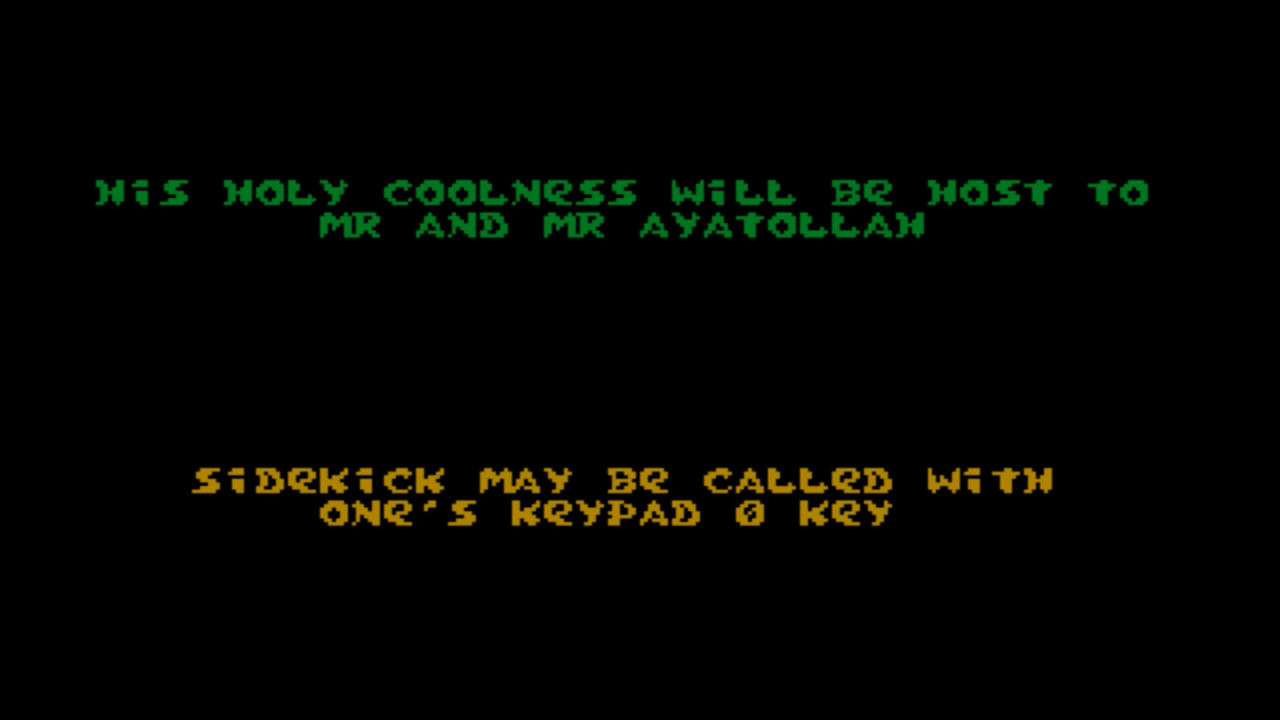 HiS HOLY COOLNeSS WiLL Be HOST TO
MR AND MR AYATOLLAH
SiDeKiCK MAY Be CALLeD WiTH
ONe'S KeYPAD 0 KeY